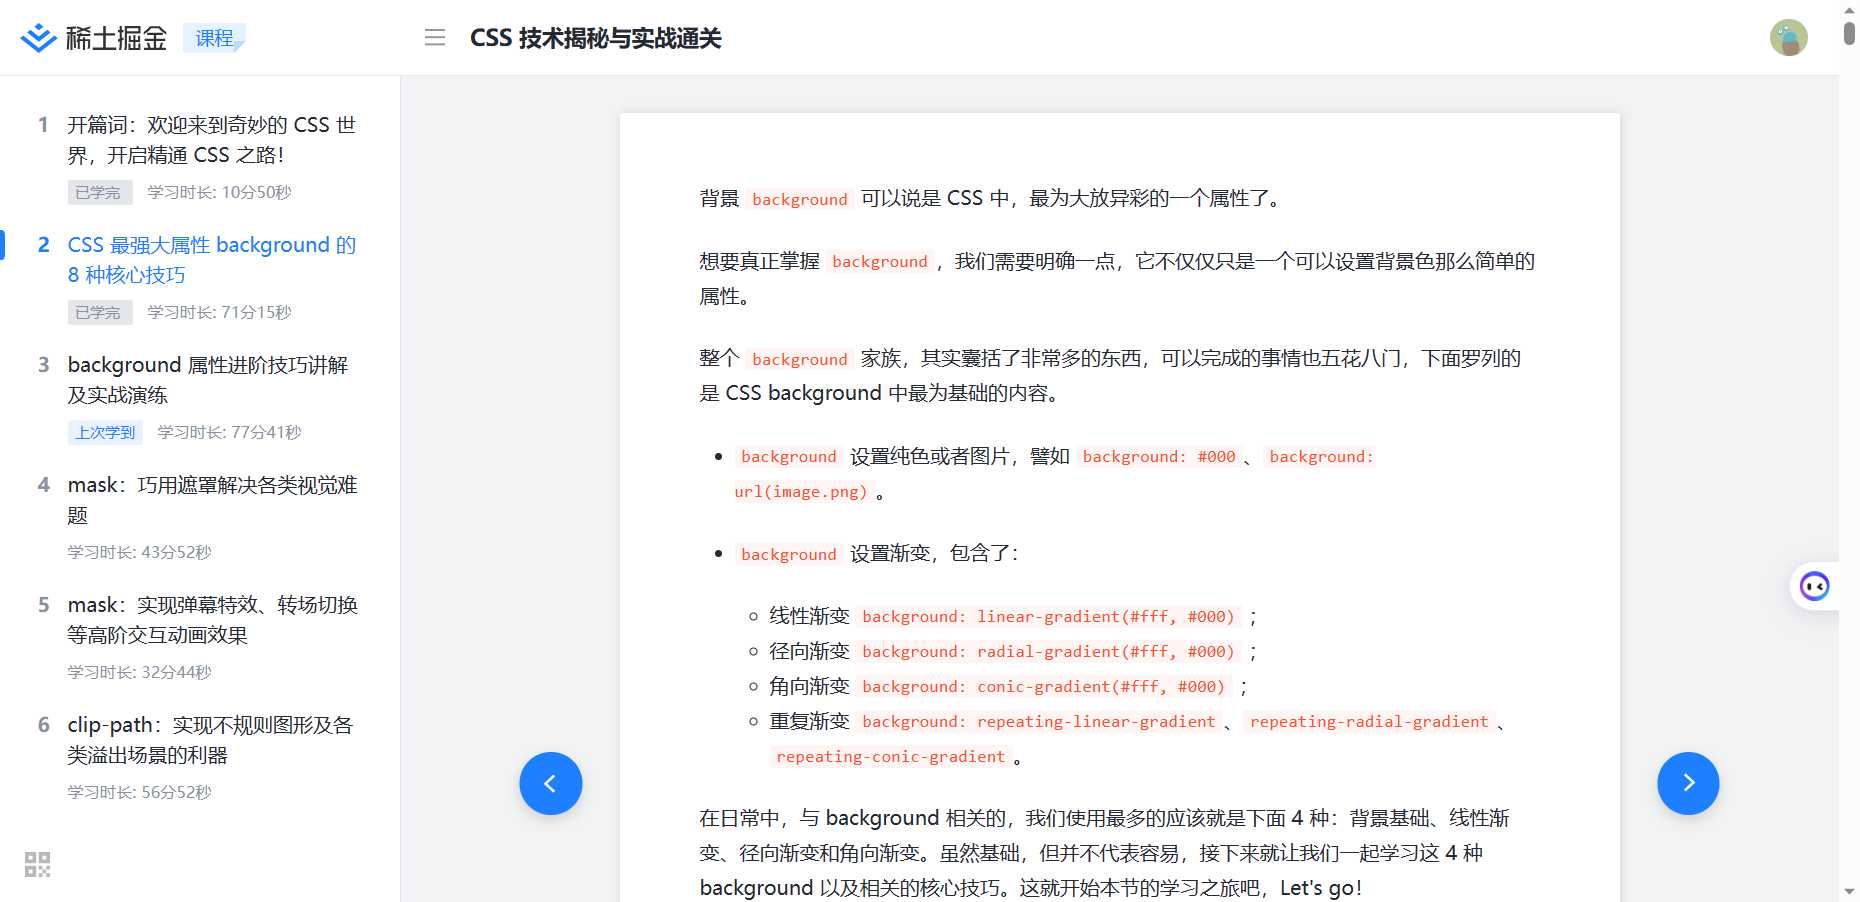 稀土掘金 课程
CSS 技术揭秘与实战通关
1 开篇词：欢迎来到奇妙的 CSS 世
界，开启精通 CSS 之路！
已学完 学习时长: 10分50秒
2 CSS 最强大属性 background 的
8 种核心技巧
已学完 学习时长: 71分15秒
3 background 属性进阶技巧讲解
及实战演练
上次学到 学习时长: 77分41秒
4 mask：巧用遮罩解决各类视觉难
题
学习时长: 43分52秒
5 mask：实现弹幕特效、转场切换
等高阶交互动画效果
学习时长: 32分44秒
6 clip-path：实现不规则图形及各
类溢出场景的利器
学习时长: 56分52秒
背景 background 可以说是 CSS 中，最为大放异彩的一个属性了。
想要真正掌握 background，我们需要明确一点，它不仅仅只是一个可以设置背景色那么简单的
属性。
整个 background 家族，其实囊括了非常多的东西，可以完成的事情也五花八门，下面罗列的
是 CSS background 中最为基础的内容。
• background 设置纯色或者图片，譬如 background: #000、background:
url(image.png)。
• background 设置渐变，包含了：
◦ 线性渐变 background: linear-gradient(#fff, #000)；
◦ 径向渐变 background: radial-gradient(#fff, #000)；
◦ 角向渐变 background: conic-gradient(#fff, #000)；
◦ 重复渐变 background: repeating-linear-gradient、repeating-radial-gradient、
repeating-conic-gradient。
在日常中，与 background 相关的，我们使用最多的应该就是下面 4 种：背景基础、线性渐
变、径向渐变和角向渐变。虽然基础，但并不代表容易，接下来就让我们一起学习这 4 种
background 以及相关的核心技巧。这就开始本节的学习之旅吧，Let's go！